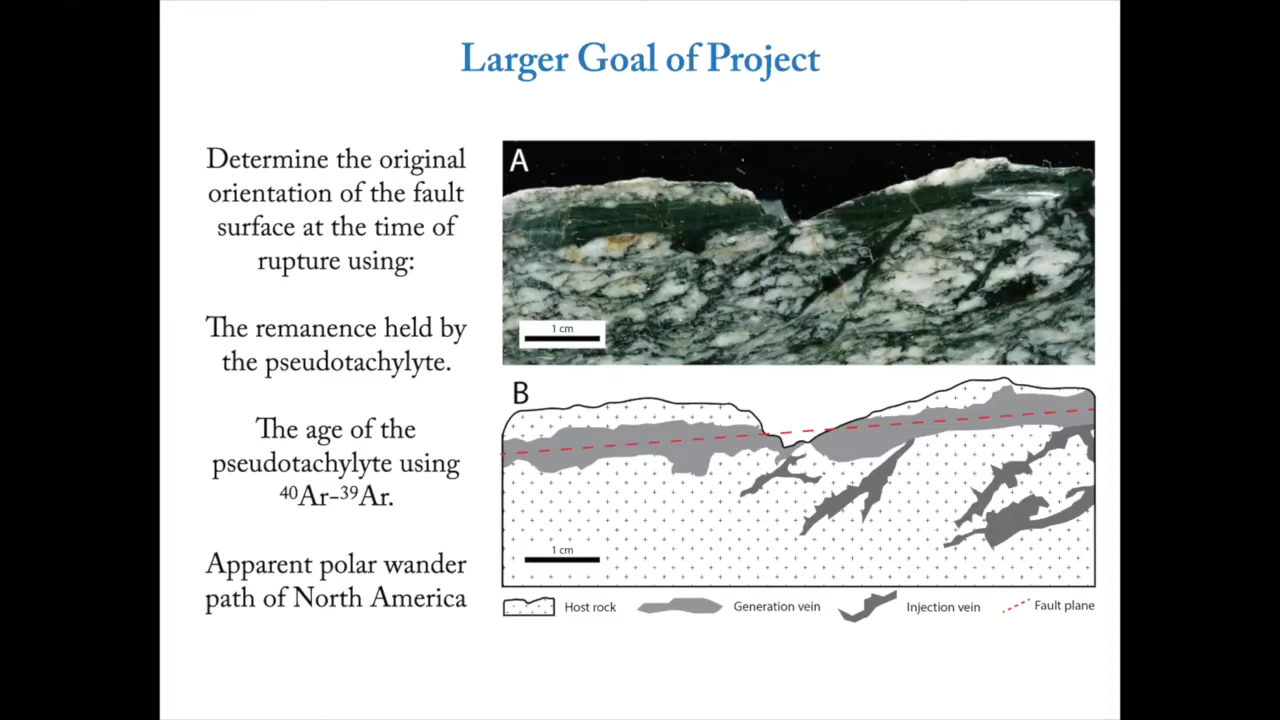 Larger Goal of Project
Determine the original
orientation of the fault
surface at the time of
rupture using:
The remanence held by
the pseudotachylyte.
The age of the
pseudotachylyte using
⁴⁰Ar-³⁹Ar.
Apparent polar wander
path of North America
A
1 cm
B
1 cm
Host rock
Generation vein
Injection vein
Fault plane